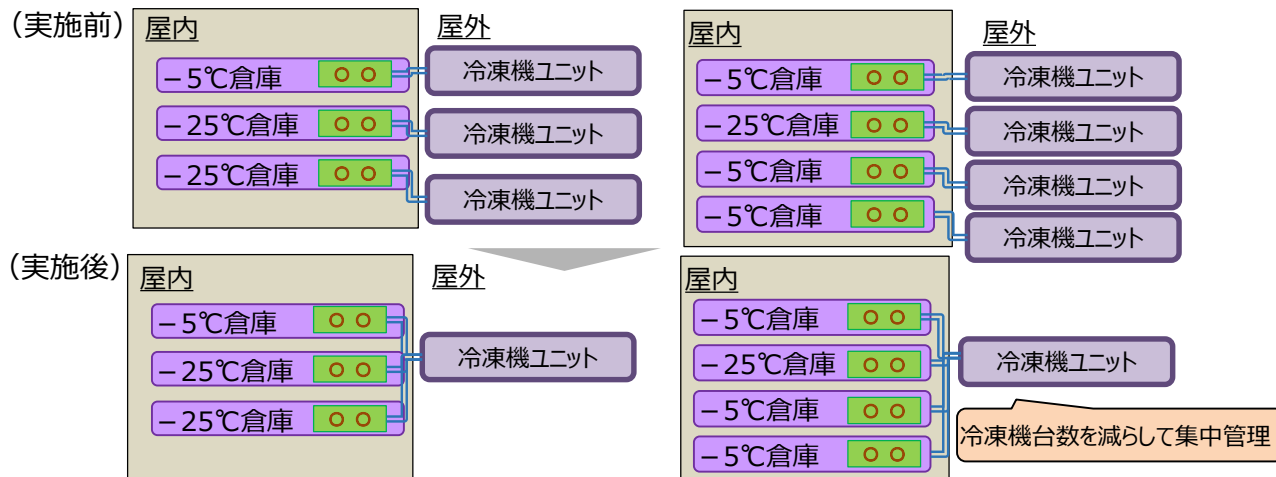 （実施前）
屋内
屋外
－5℃倉庫
冷凍機ユニット
－25℃倉庫
冷凍機ユニット
－25℃倉庫
冷凍機ユニット
屋内
屋外
－5℃倉庫
冷凍機ユニット
－25℃倉庫
冷凍機ユニット
－5℃倉庫
冷凍機ユニット
－5℃倉庫
冷凍機ユニット
（実施後）
屋内
屋外
－5℃倉庫
－25℃倉庫
冷凍機ユニット
－25℃倉庫
屋内
－5℃倉庫
－25℃倉庫
冷凍機ユニット
－5℃倉庫
－5℃倉庫
冷凍機台数を減らして集中管理